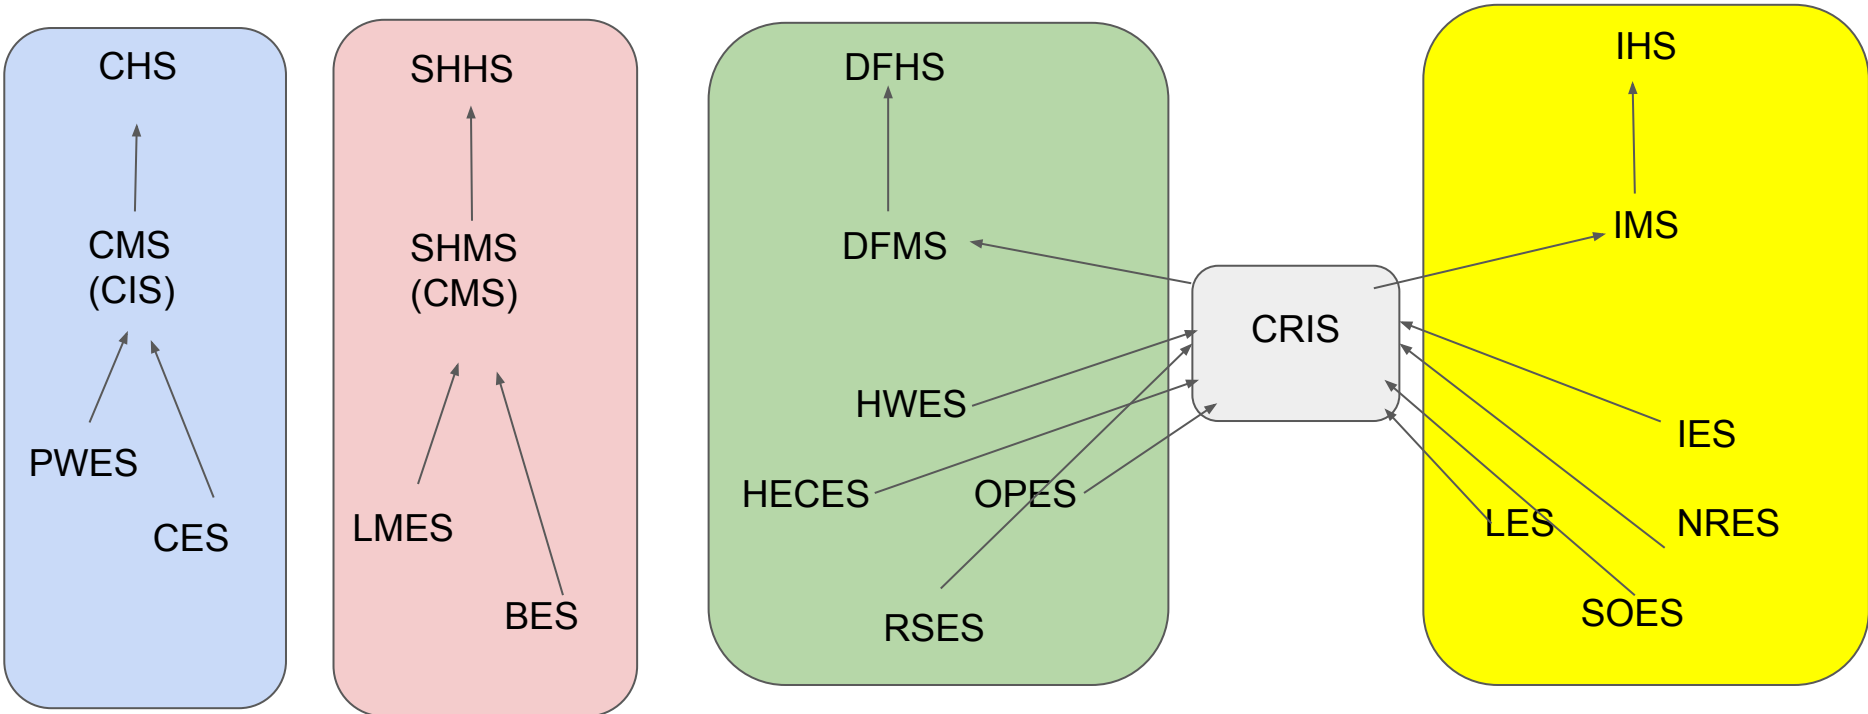 CHS
CMS
(CIS)
PWES
CES
SHHS
SHMS
(CMS)
LMES
BES
DFHS
DFMS
HWES
HECES
OPES
RSES
CRIS
IHS
IMS
IES
LES
NRES
SOES